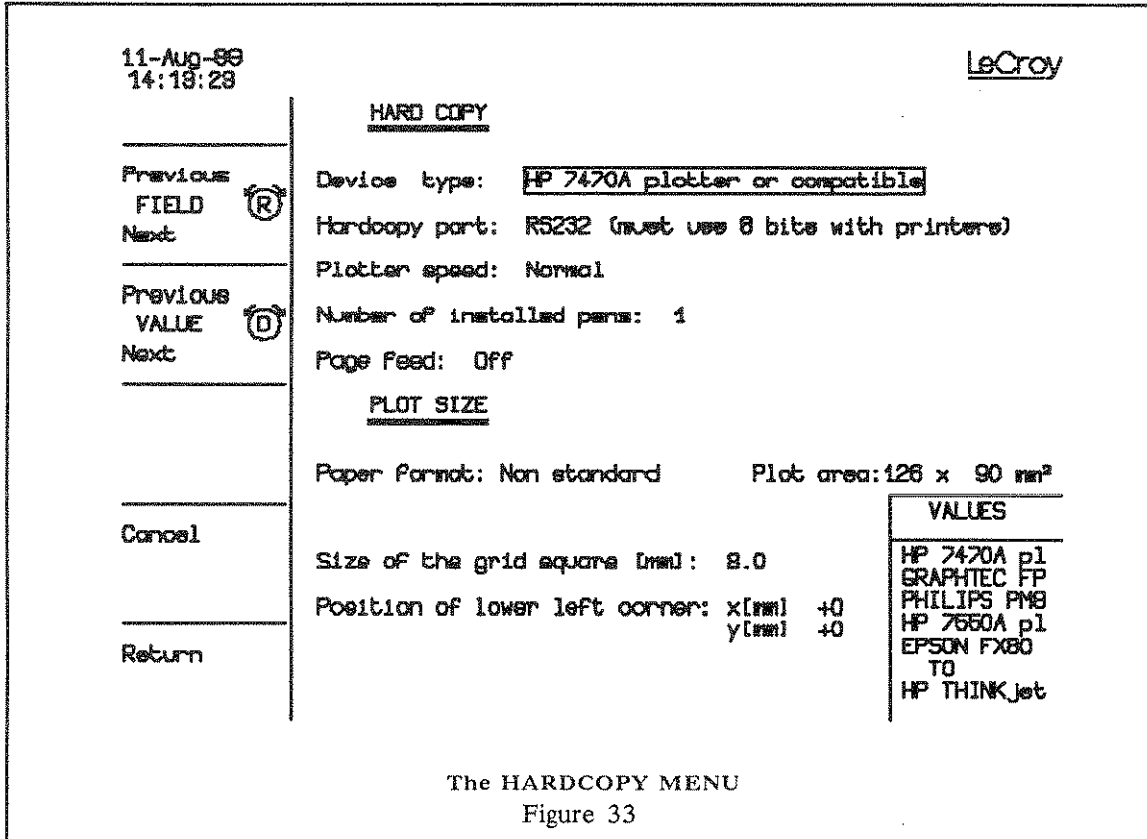 11-Aug-89
14:13:23
LeCroy
HARD COPY
Previous
FIELD
Next
R
Device type: HP 7470A plotter or compatible
Hardcopy port: RS232 (must use 8 bits with printers)
Plotter speed: Normal
Previous
VALUE
Next
D
Number of installed pens: 1
Page Feed: Off
PLOT SIZE
Paper format: Non standard Plot area:126 x 90 mm²
Cancel
VALUES
HP 7470A pl
GRAPHTEC FP
PHILIPS PM8
HP 7550A pl
EPSON FX80
TO
HP THINKjet
Size of the grid square [mm]: 8.0
Position of lower left corner: x[mm] +0
y[mm] +0
Return
The HARDCOPY MENU
Figure 33